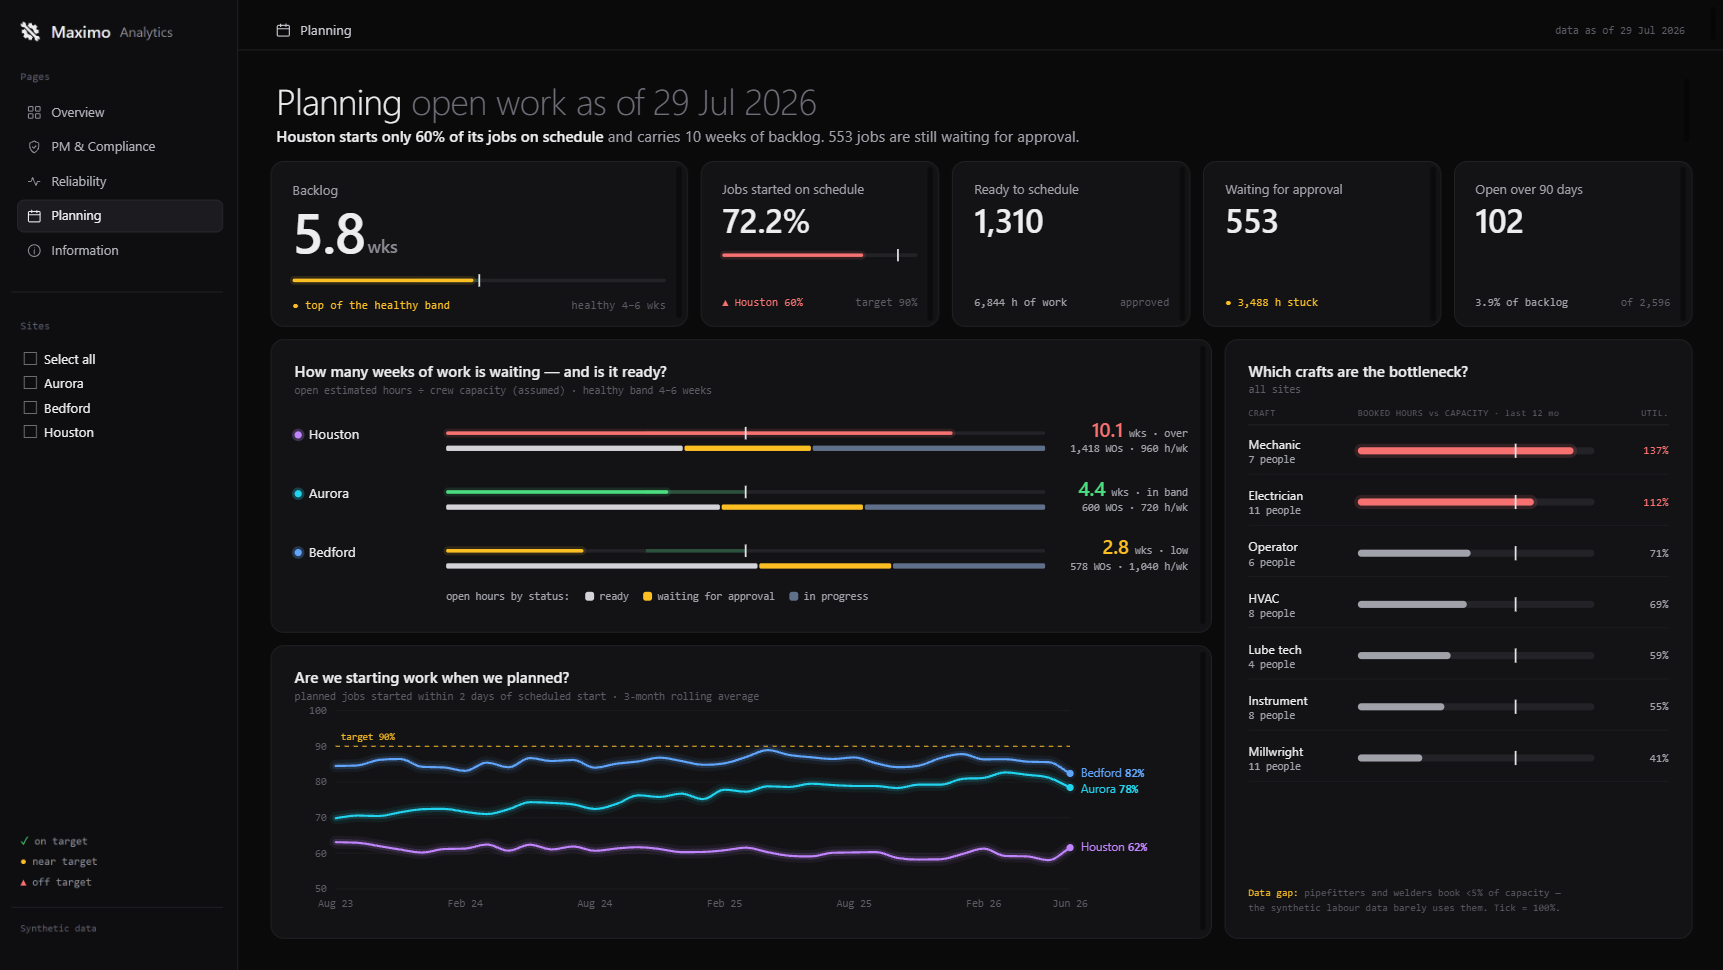 Maximo Analytics
Pages
Overview
PM & Compliance
Reliability
Planning
Information
Sites
Select all
Aurora
Bedford
Houston
✓ on target
● near target
▲ off target
Synthetic data
Planning
data as of 29 Jul 2026
Planning open work as of 29 Jul 2026
Houston starts only 60% of its jobs on schedule and carries 10 weeks of backlog. 553 jobs are still waiting for approval.
Backlog
5.8 wks
● top of the healthy band
healthy 4–6 wks
Jobs started on schedule
72.2%
▲ Houston 60%
target 90%
Ready to schedule
1,310
6,844 h of work
approved
Waiting for approval
553
● 3,488 h stuck
Open over 90 days
102
3.9% of backlog
of 2,596
How many weeks of work is waiting — and is it ready?
open estimated hours ÷ crew capacity (assumed) · healthy band 4–6 weeks
Houston
10.1 wks · over
1,418 WOs · 960 h/wk
Aurora
4.4 wks · in band
600 WOs · 720 h/wk
Bedford
2.8 wks · low
578 WOs · 1,040 h/wk
open hours by status: ready waiting for approval in progress
Are we starting work when we planned?
planned jobs started within 2 days of scheduled start · 3-month rolling average
100
target 90%
90
80
70
60
50
Bedford 82%
Aurora 78%
Houston 62%
Aug 23 Feb 24 Aug 24 Feb 25 Aug 25 Feb 26 Jun 26
Which crafts are the bottleneck?
all sites
CRAFT BOOKED HOURS vs CAPACITY · last 12 mo UTIL.
Mechanic
7 people
137%
Electrician
11 people
112%
Operator
6 people
71%
HVAC
8 people
69%
Lube tech
4 people
59%
Instrument
8 people
55%
Millwright
11 people
41%
Data gap: pipefitters and welders book <5% of capacity —
the synthetic labour data barely uses them. Tick = 100%.